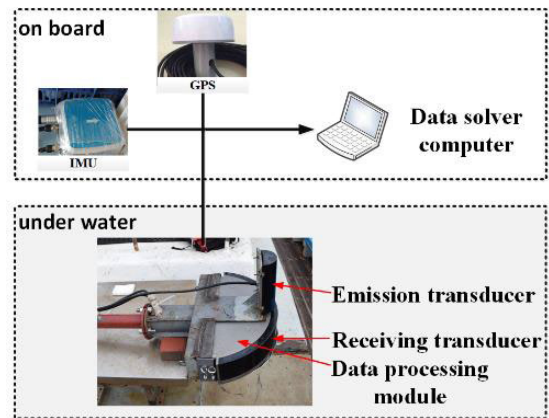 on board
GPS
IMU
Data solver
computer
under water
Emission transducer
Receiving transducer
Data processing
module